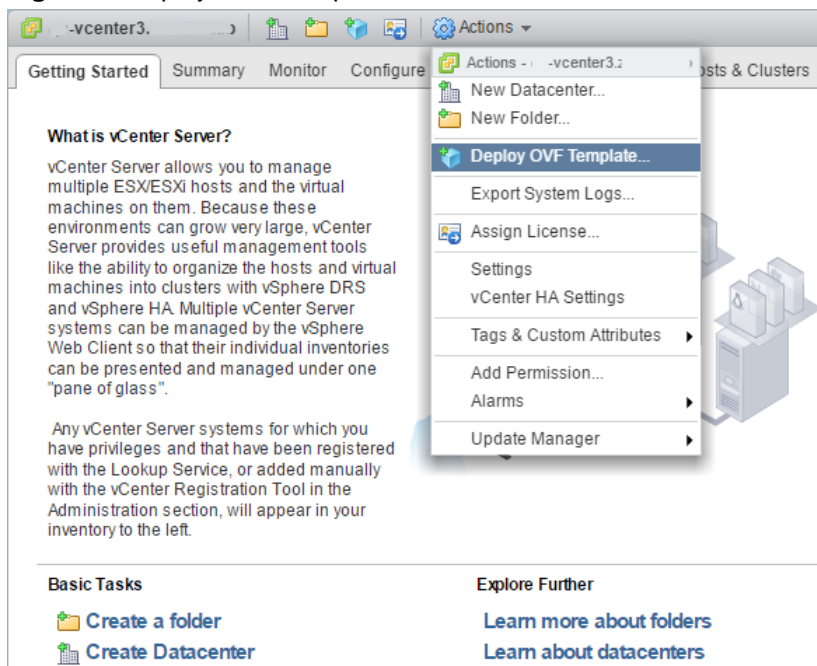 -vcenter3.
Actions
Getting Started Summary Monitor Configure
Actions - -vcenter3.
osts & Clusters
New Datacenter...
New Folder...
Deploy OVF Template...
Export System Logs...
Assign License...
Settings
vCenter HA Settings
Tags & Custom Attributes
Add Permission...
Alarms
Update Manager
What is vCenter Server?
vCenter Server allows you to manage
multiple ESX/ESXi hosts and the virtual
machines on them. Because these
environments can grow very large, vCenter
Server provides useful management tools
like the ability to organize the hosts and virtual
machines into clusters with vSphere DRS
and vSphere HA. Multiple vCenter Server
systems can be managed by the vSphere
Web Client so that their individual inventories
can be presented and managed under one
"pane of glass".
Any vCenter Server systems for which you
have privileges and that have been registered
with the Lookup Service, or added manually
with the vCenter Registration Tool in the
Administration section, will appear in your
inventory to the left.
Basic Tasks
Create a folder
Create Datacenter
Explore Further
Learn more about folders
Learn about datacenters